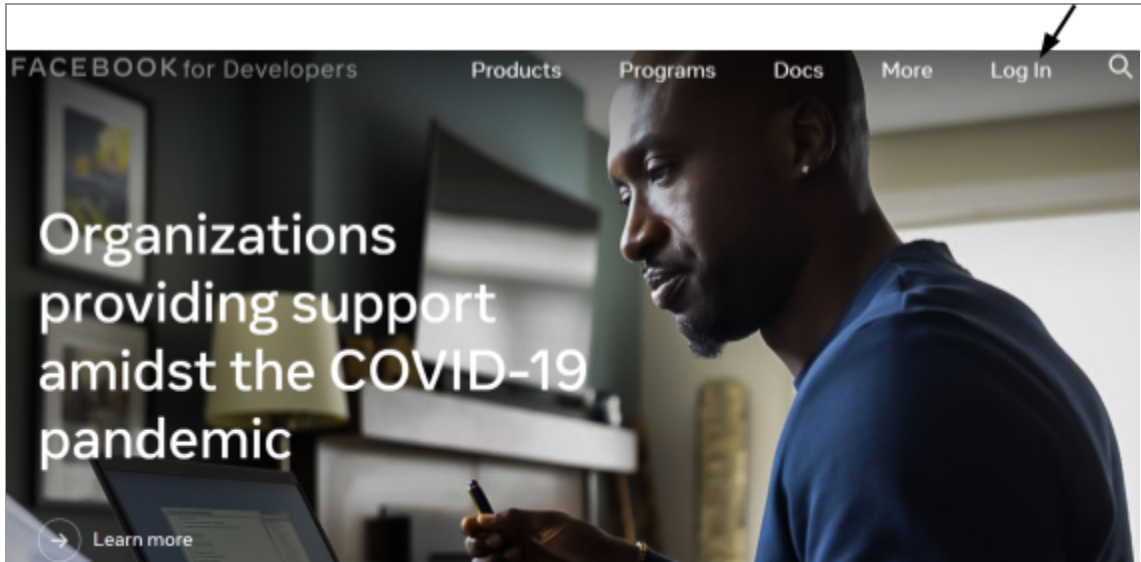 FACEBOOK for Developers Products Programs Docs More Log In
Organizations
providing support
amidst the COVID-19
pandemic
Learn more